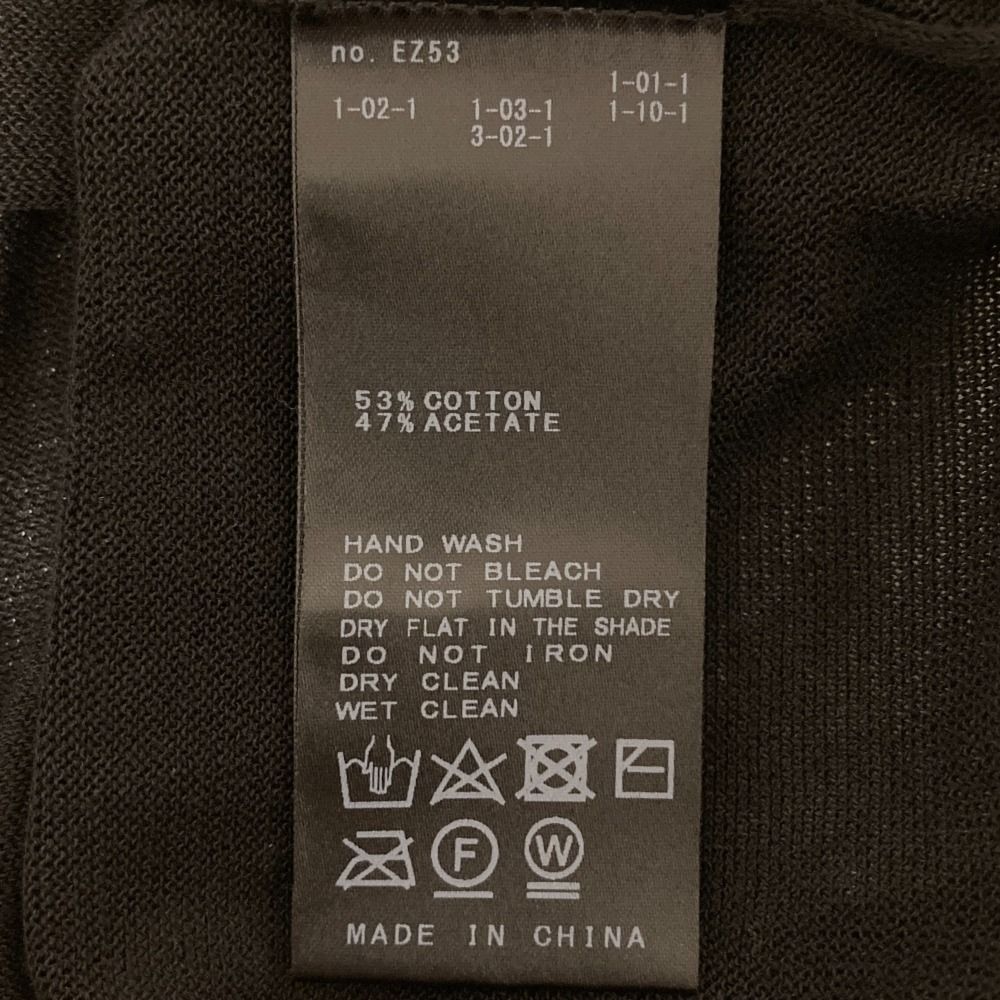 no. EZ53
1-01-1
1-02-1 1-03-1 1-10-1
3-02-1
53% COTTON
47% ACETATE
HAND WASH
DO NOT BLEACH
DO NOT TUMBLE DRY
DRY FLAT IN THE SHADE
DO NOT IRON
DRY CLEAN
WET CLEAN
F W
MADE IN CHINA